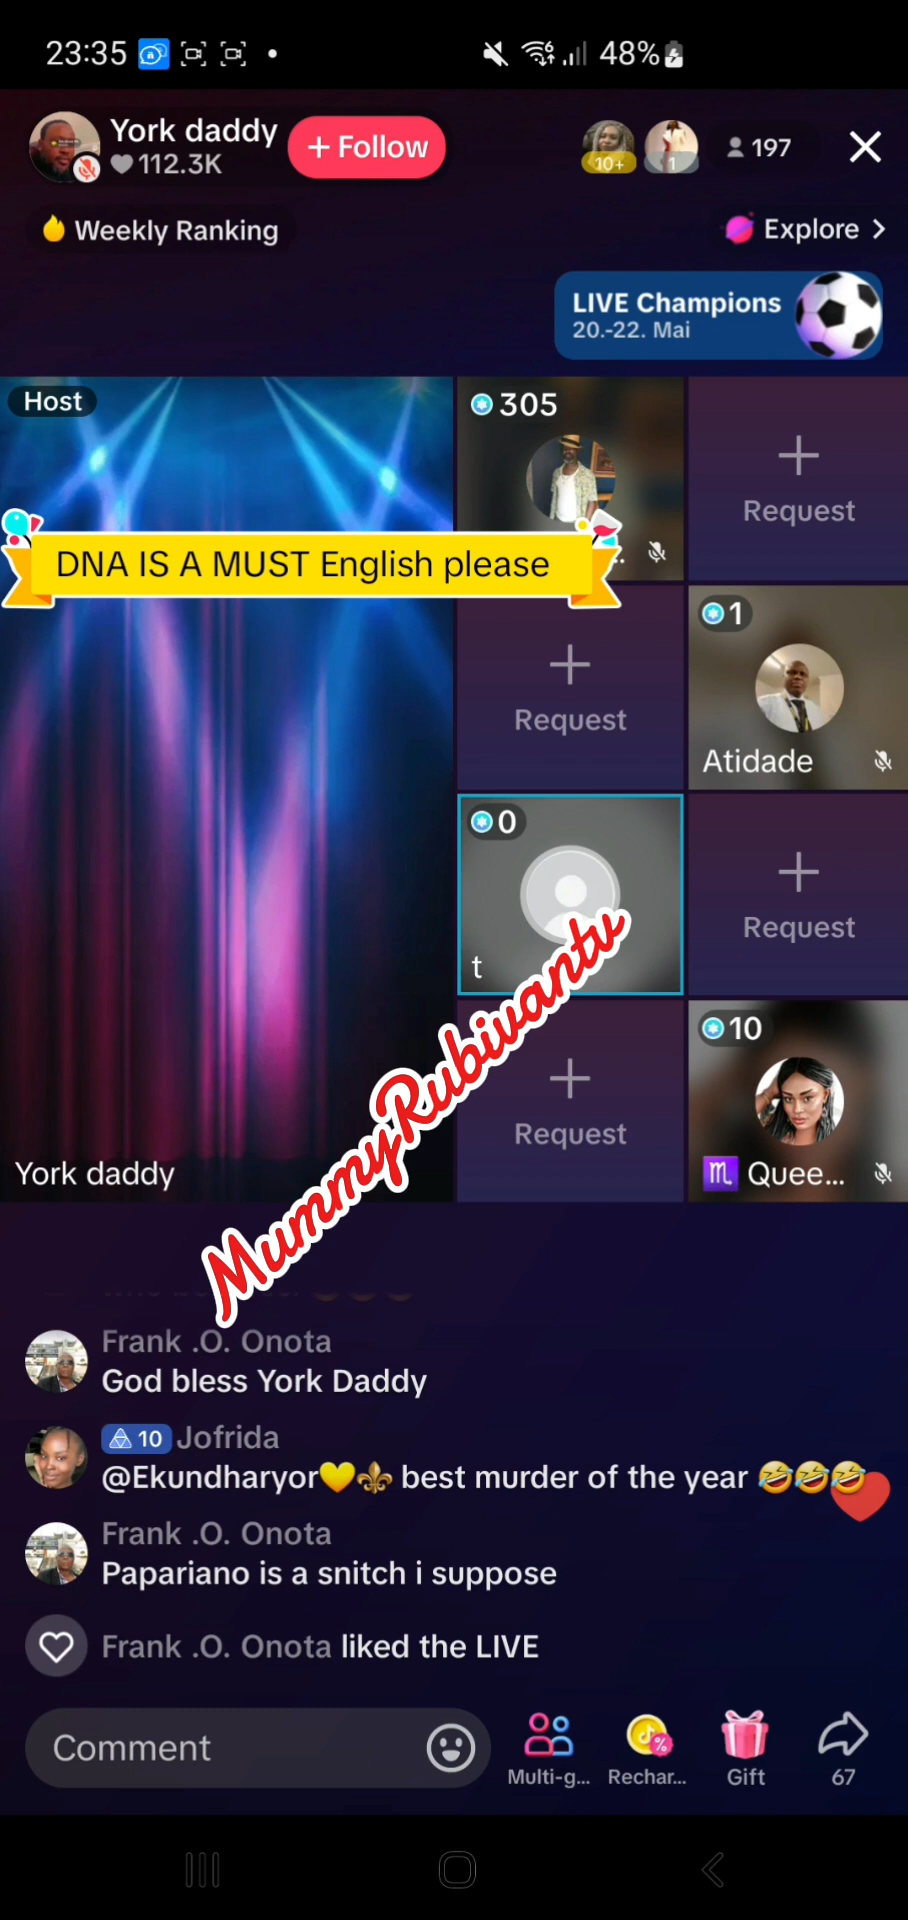 23:35
48%
York daddy
+ Follow
112.3K
10+
1
197
Weekly Ranking
Explore >
LIVE Champions
20.-22. Mai
Host
305
Request
DNA IS A MUST English please
Request
1
Atidade
0
t
Request
Request
10
Quee...
York daddy
MummyRubivantv
Frank .O. Onota
God bless York Daddy
10 Jofrida
@Ekundharyor💛⚜️ best murder of the year 🤣🤣🤣
Frank .O. Onota
Papariano is a snitch i suppose
Frank .O. Onota liked the LIVE
Comment
Multi-g...
Rechar...
Gift
67